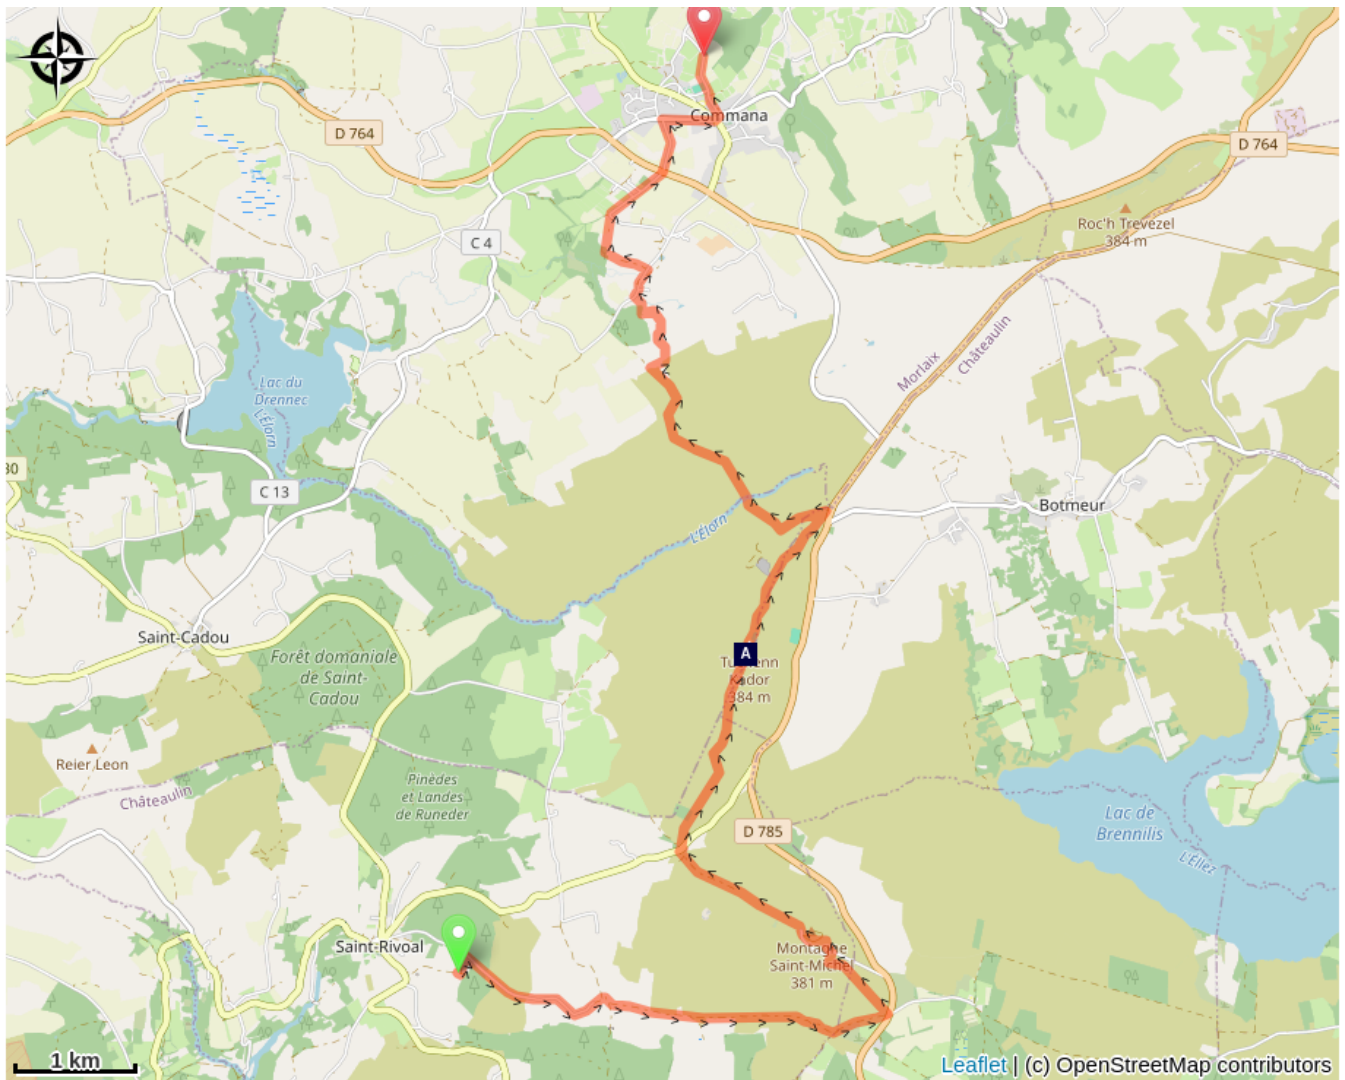 Commana
D 764
D 764
Roc'h Trevezel
384 m
C 4
Morlaix
Châteaulin
Lac du
Drennec
L'Élorn
30
C 13
Botmeur
L'Élorn
Saint-Cadou
Forêt domaniale
de Saint-
Cadou
A
384 m
Reier Leon
Châteaulin
Pinèdes
et Landes
de Runeder
D 785
Lac de
Brennilis
L'Éllez
Saint-Rivoal
Montagne
Saint-Michel
381 m
1 km
Leaflet | (c) OpenStreetMap contributors